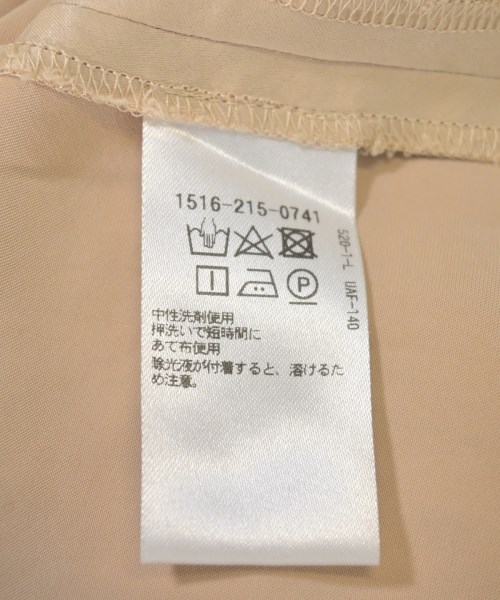 1516-215-0741
P
中性洗剤使用
押洗いで短時間に
あて布使用
除光液が付着すると、溶けるた
め注意。
520-1-L UAF-140